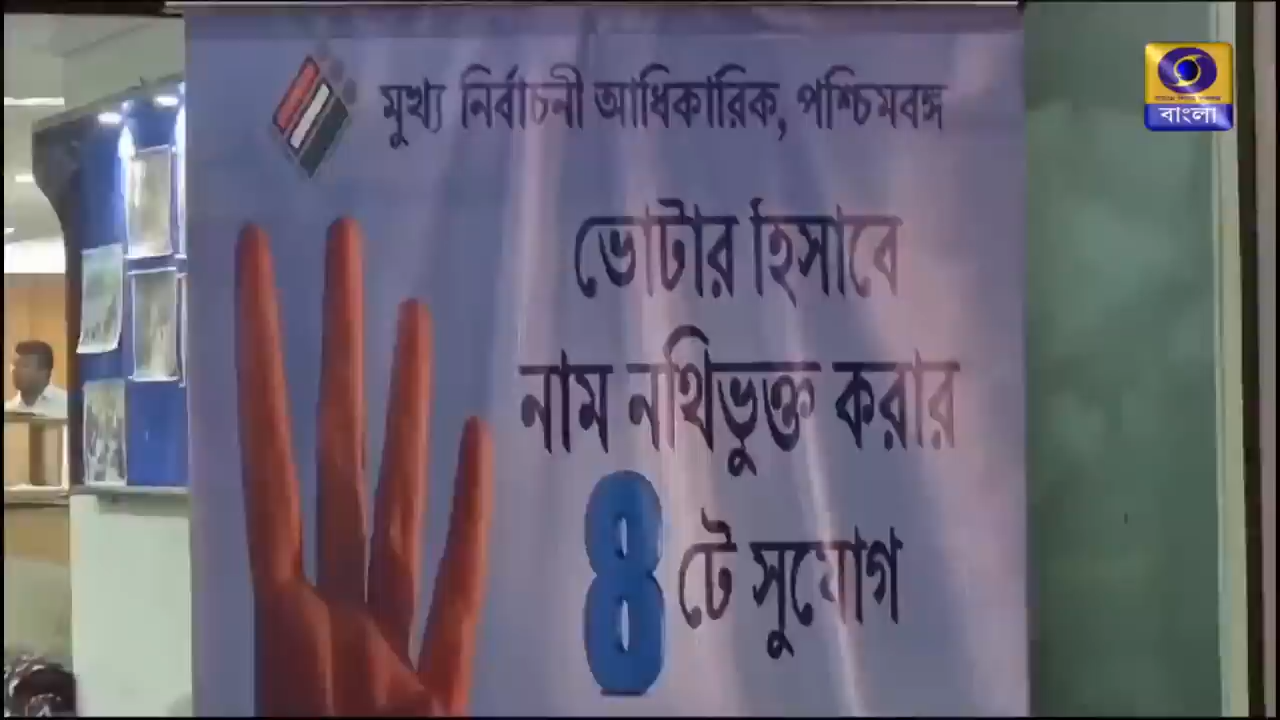 মুখ্য নির্বাচনী আধিকারিক, পশ্চিমবঙ্গ
ভোটার হিসাবে
নাম নথিভুক্ত করার
৪ টে সুযোগ
বাংলা